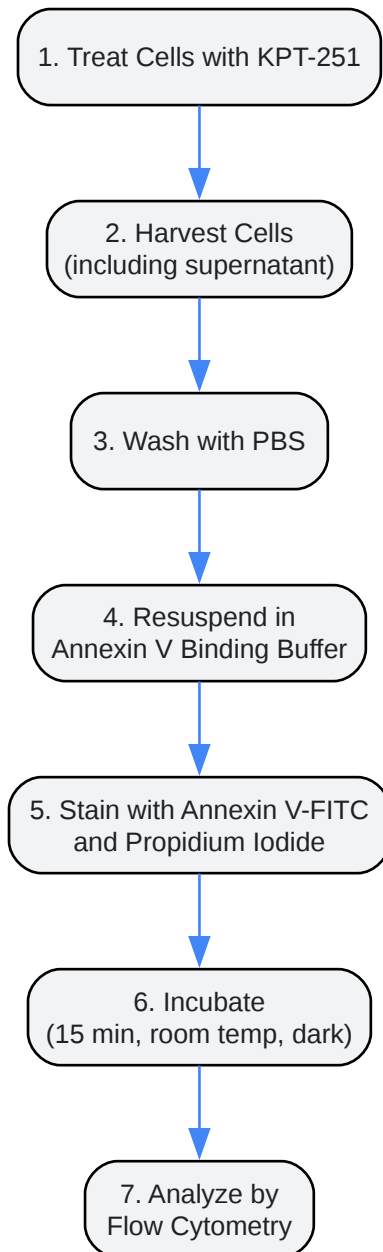 1. Treat Cells with KPT-251
2. Harvest Cells
(including supernatant)
3. Wash with PBS
4. Resuspend in
Annexin V Binding Buffer
5. Stain with Annexin V-FITC
and Propidium Iodide
6. Incubate
(15 min, room temp, dark)
7. Analyze by
Flow Cytometry